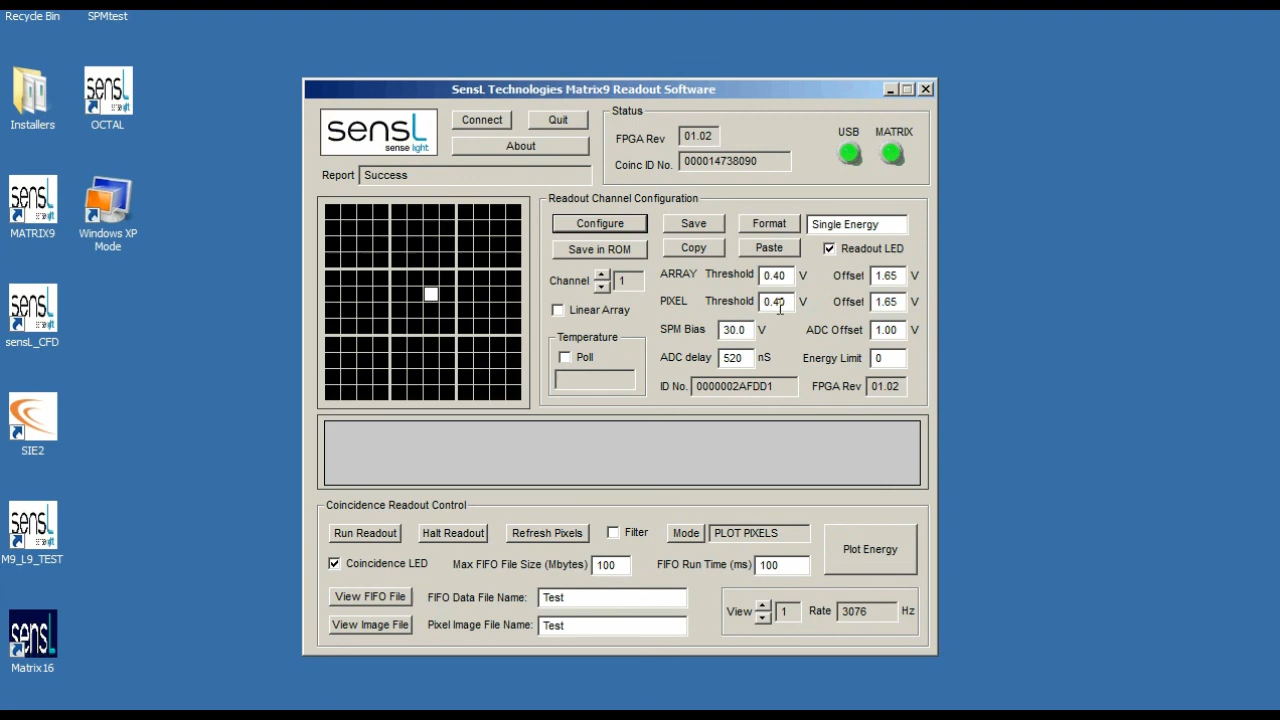 Recycle Bin
SPMtest
Installers
OCTAL
MATRIX9
Windows XP
Mode
sensL_CFD
SIE2
M9_L9_TEST
Matrix16
SensL Technologies Matrix9 Readout Software
sensL
sense light
Connect
Quit
About
Report Success
Status
FPGA Rev 01.02
Coinc ID No. 000014738090
USB MATRIX
Readout Channel Configuration
Configure Save Format Single Energy
Save in ROM Copy Paste Readout LED
Channel 1
ARRAY Threshold 0.40 V Offset 1.65 V
Linear Array
PIXEL Threshold 0.40 V Offset 1.65 V
Temperature
Poll
SPM Bias 30.0 V ADC Offset 1.00 V
ADC delay 520 nS Energy Limit 0
ID No. 0000002AFDD1 FPGA Rev 01.02
Coincidence Readout Control
Run Readout Halt Readout Refresh Pixels Filter Mode PLOT PIXELS
Plot Energy
Coincidence LED Max FIFO File Size (Mbytes) 100 FIFO Run Time (ms) 100
View FIFO File FIFO Data File Name: Test
View Image File Pixel Image File Name: Test
View 1 Rate 3076 Hz